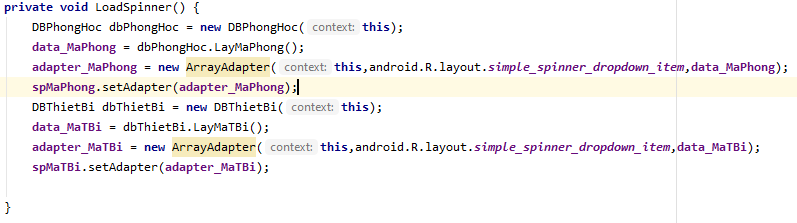 private void LoadSpinner() {
DBPhongHoc dbPhongHoc = new DBPhongHoc( context: this);
data_MaPhong = dbPhongHoc.LayMaPhong();
adapter_MaPhong = new ArrayAdapter( context: this,android.R.layout.simple_spinner_dropdown_item,data_MaPhong);
spMaPhong.setAdapter(adapter_MaPhong);
DBThietBi dbThietBi = new DBThietBi( context: this);
data_MaTBi = dbThietBi.LayMaTBi();
adapter_MaTBi = new ArrayAdapter( context: this,android.R.layout.simple_spinner_dropdown_item,data_MaTBi);
spMaTBi.setAdapter(adapter_MaTBi);
}